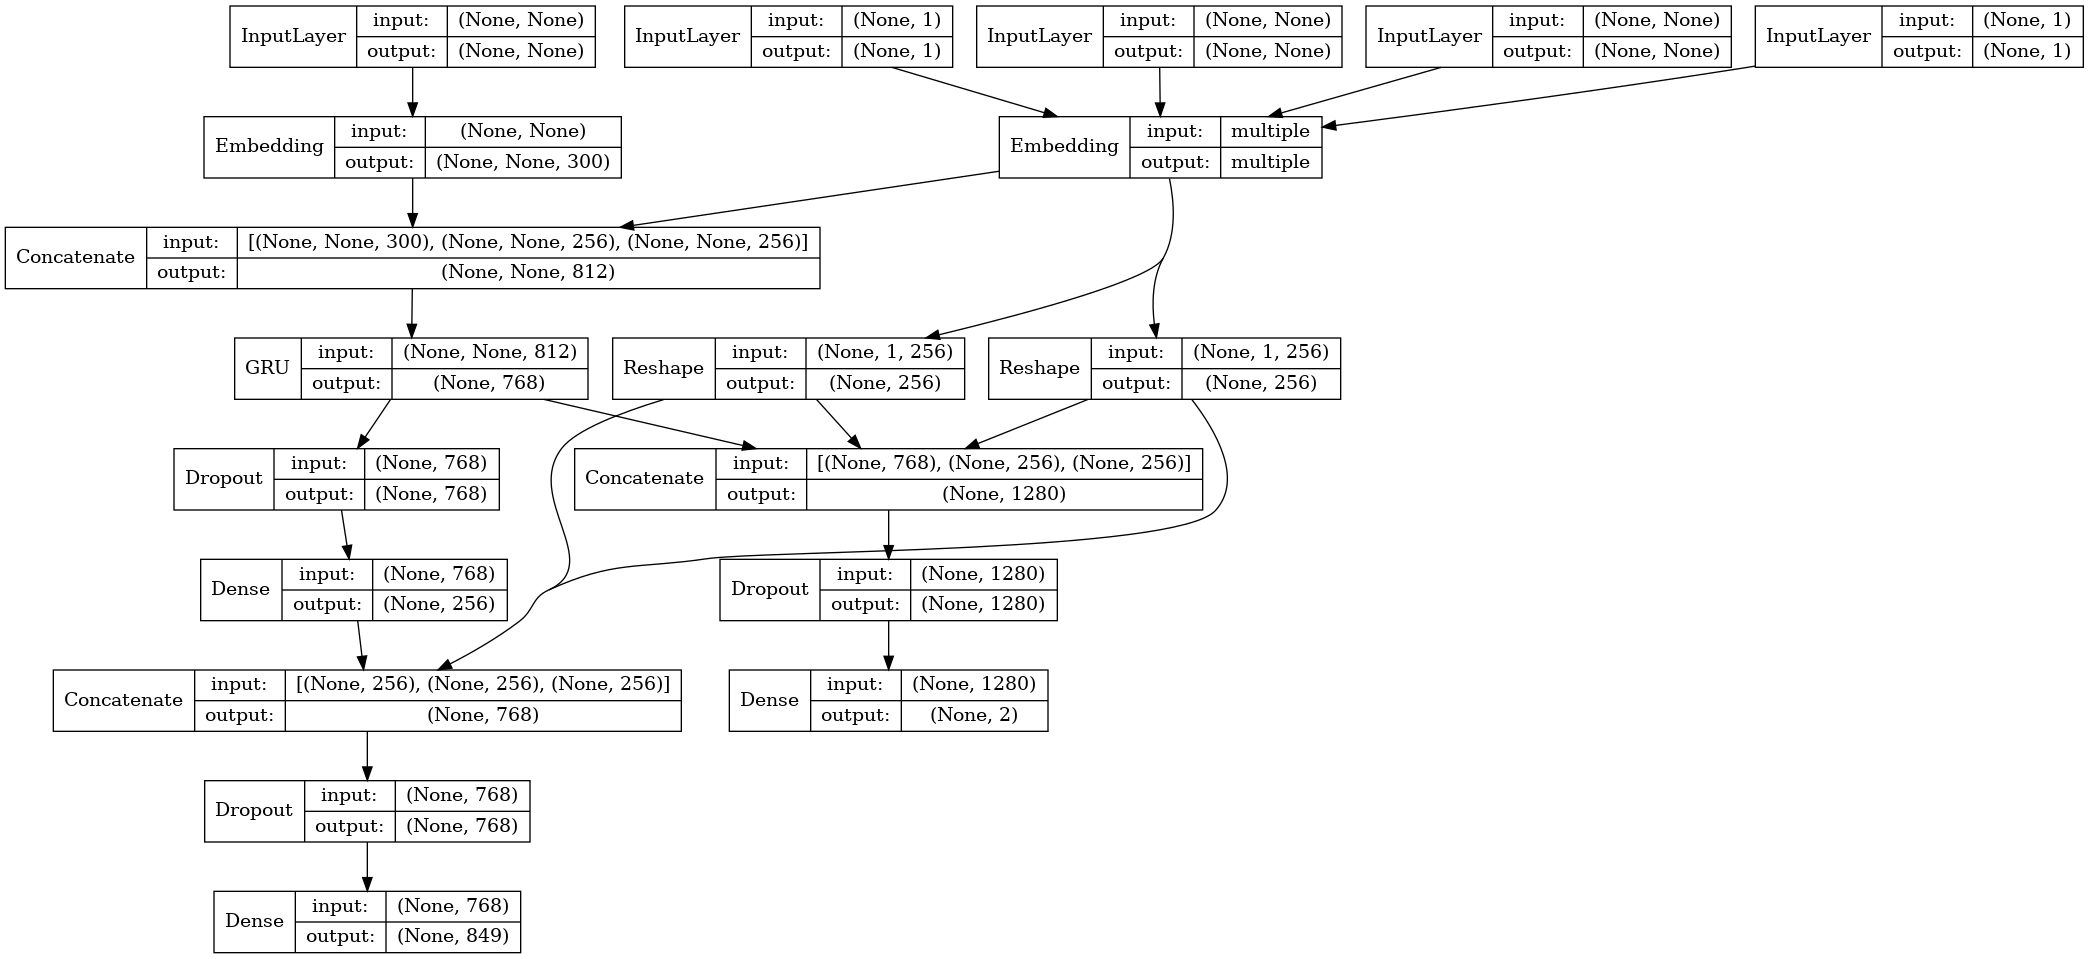 InputLayer input: (None, None)
output: (None, None)
InputLayer input: (None, 1)
output: (None, 1)
InputLayer input: (None, None)
output: (None, None)
InputLayer input: (None, None)
output: (None, None)
InputLayer input: (None, 1)
output: (None, 1)
Embedding input: (None, None)
output: (None, None, 300)
Embedding input: multiple
output: multiple
Concatenate input: [(None, None, 300), (None, None, 256), (None, None, 256)]
output: (None, None, 812)
GRU input: (None, None, 812)
output: (None, 768)
Reshape input: (None, 1, 256)
output: (None, 256)
Reshape input: (None, 1, 256)
output: (None, 256)
Dropout input: (None, 768)
output: (None, 768)
Concatenate input: [(None, 768), (None, 256), (None, 256)]
output: (None, 1280)
Dense input: (None, 768)
output: (None, 256)
Dropout input: (None, 1280)
output: (None, 1280)
Concatenate input: [(None, 256), (None, 256), (None, 256)]
output: (None, 768)
Dense input: (None, 1280)
output: (None, 2)
Dropout input: (None, 768)
output: (None, 768)
Dense input: (None, 768)
output: (None, 849)